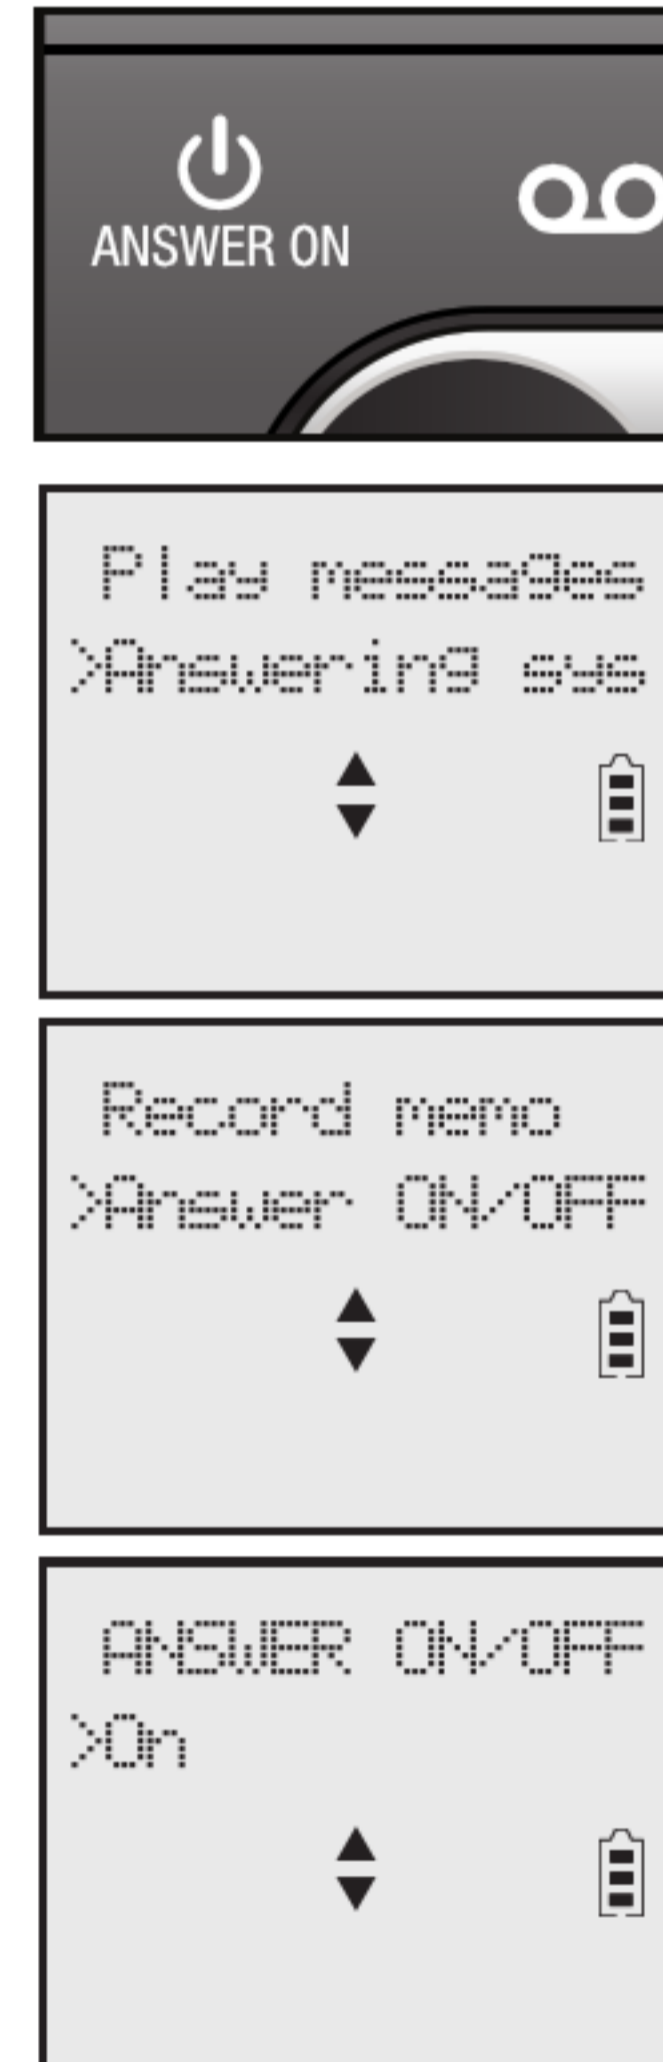 ANSWER ON
Play messages
>Answering sys
Record memo
>Answer ON/OFF
ANSWER ON/OFF
>On